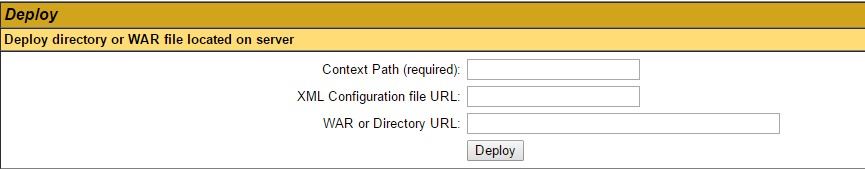 Deploy
Deploy directory or WAR file located on server
Context Path (required):
XML Configuration file URL:
WAR or Directory URL:
Deploy